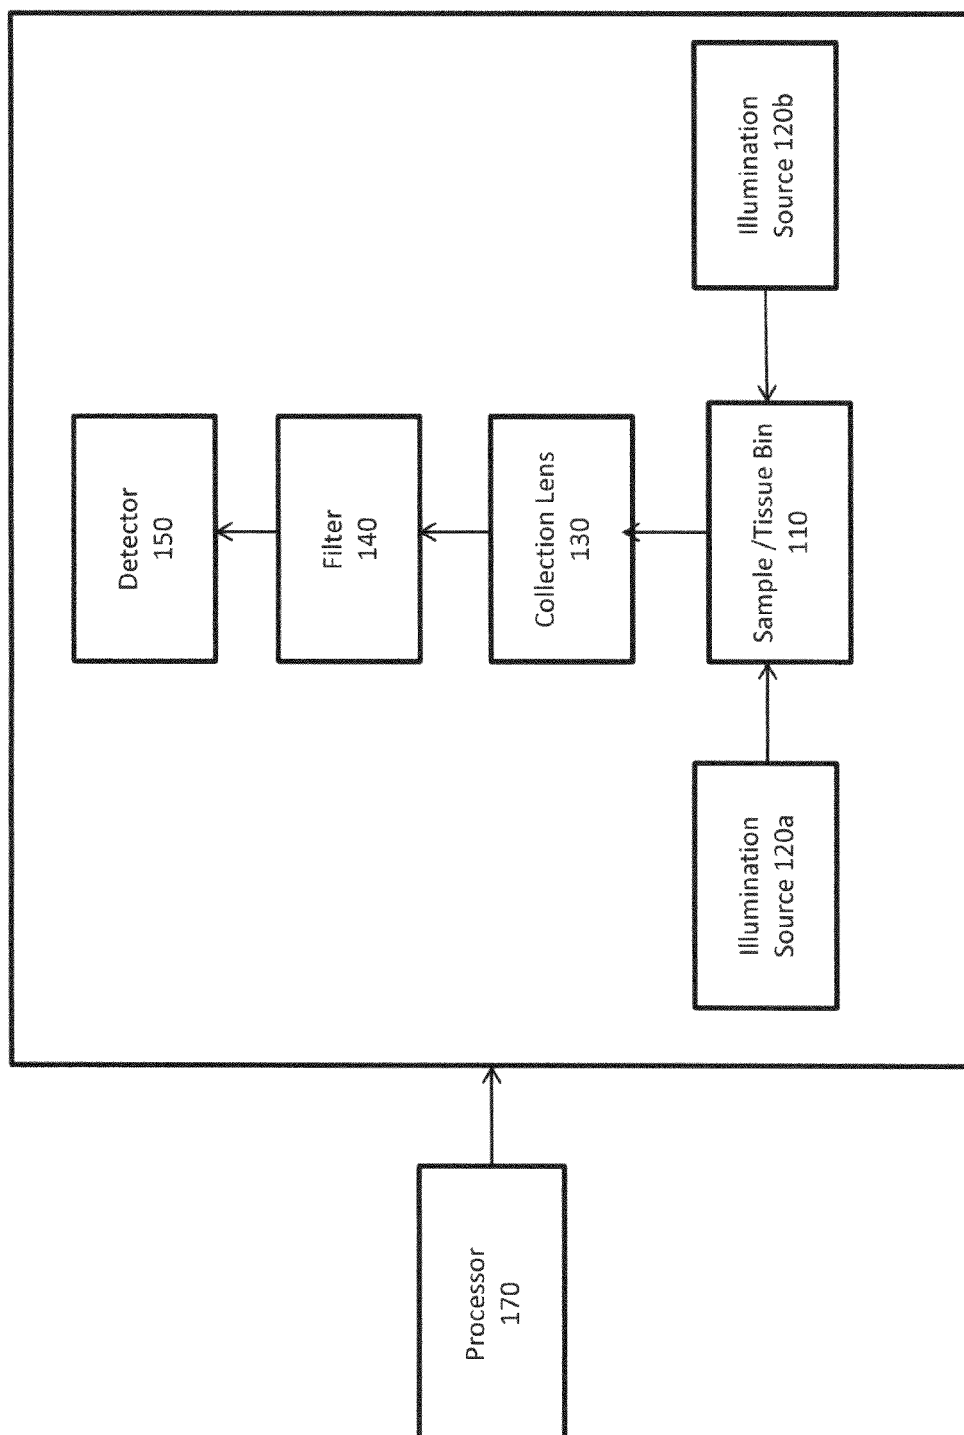 Detector
150
Filter
140
Collection Lens
130
Sample /Tissue Bin
110
Illumination
Source 120b
Illumination
Source 120a
Processor
170